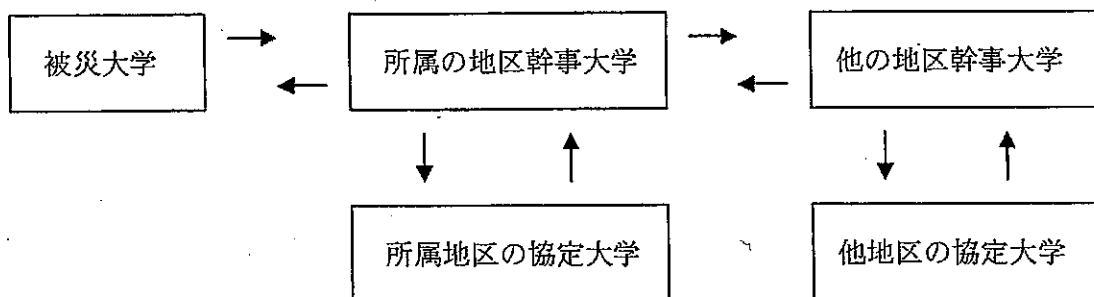 被災大学
所属の地区幹事大学
他の地区幹事大学
所属地区の協定大学
他地区の協定大学